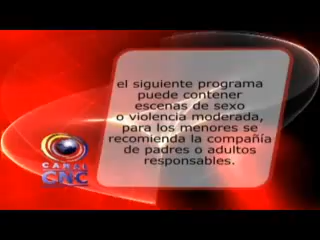 el siguiente programa
puede contener
escenas de sexo
o violencia moderada,
para los menores se
recomienda la compañía
de padres o adultos
responsables.
CANAL
CNC